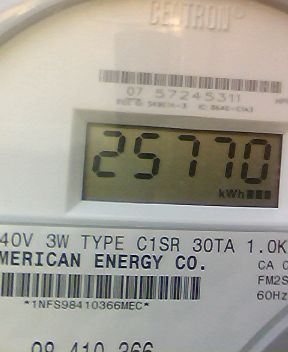 CENTRON®
07 57245311
25770
kWh
40V 3W TYPE C1SR 30TA 1.0K
MERICAN ENERGY CO.
CA
*1NFS98410366MEC*
FM2S
60Hz
98 410 366